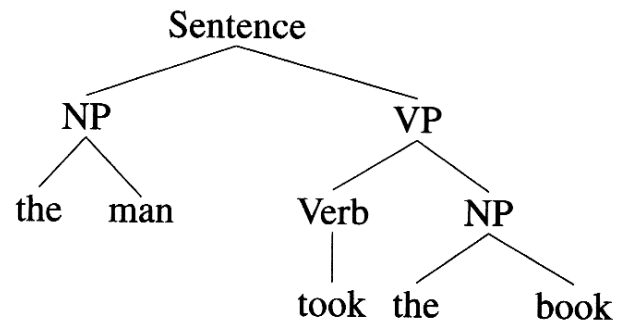 Sentence
NP VP
the man Verb NP
took the book